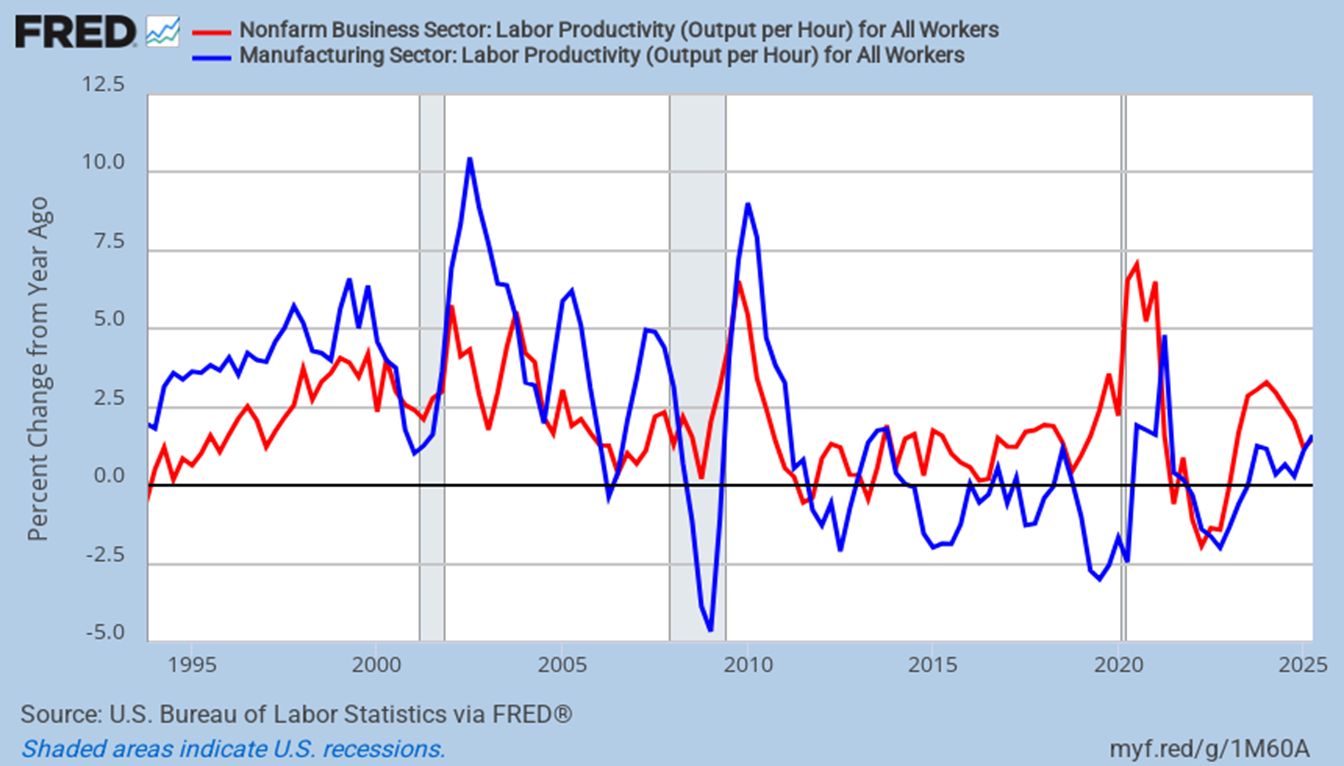 FRED
Nonfarm Business Sector: Labor Productivity (Output per Hour) for All Workers
Manufacturing Sector: Labor Productivity (Output per Hour) for All Workers
Percent Change from Year Ago
12.5
10.0
7.5
5.0
2.5
0.0
-2.5
-5.0
1995 2000 2005 2010 2015 2020 2025
Source: U.S. Bureau of Labor Statistics via FRED®
Shaded areas indicate U.S. recessions.
myf.red/g/1M60A